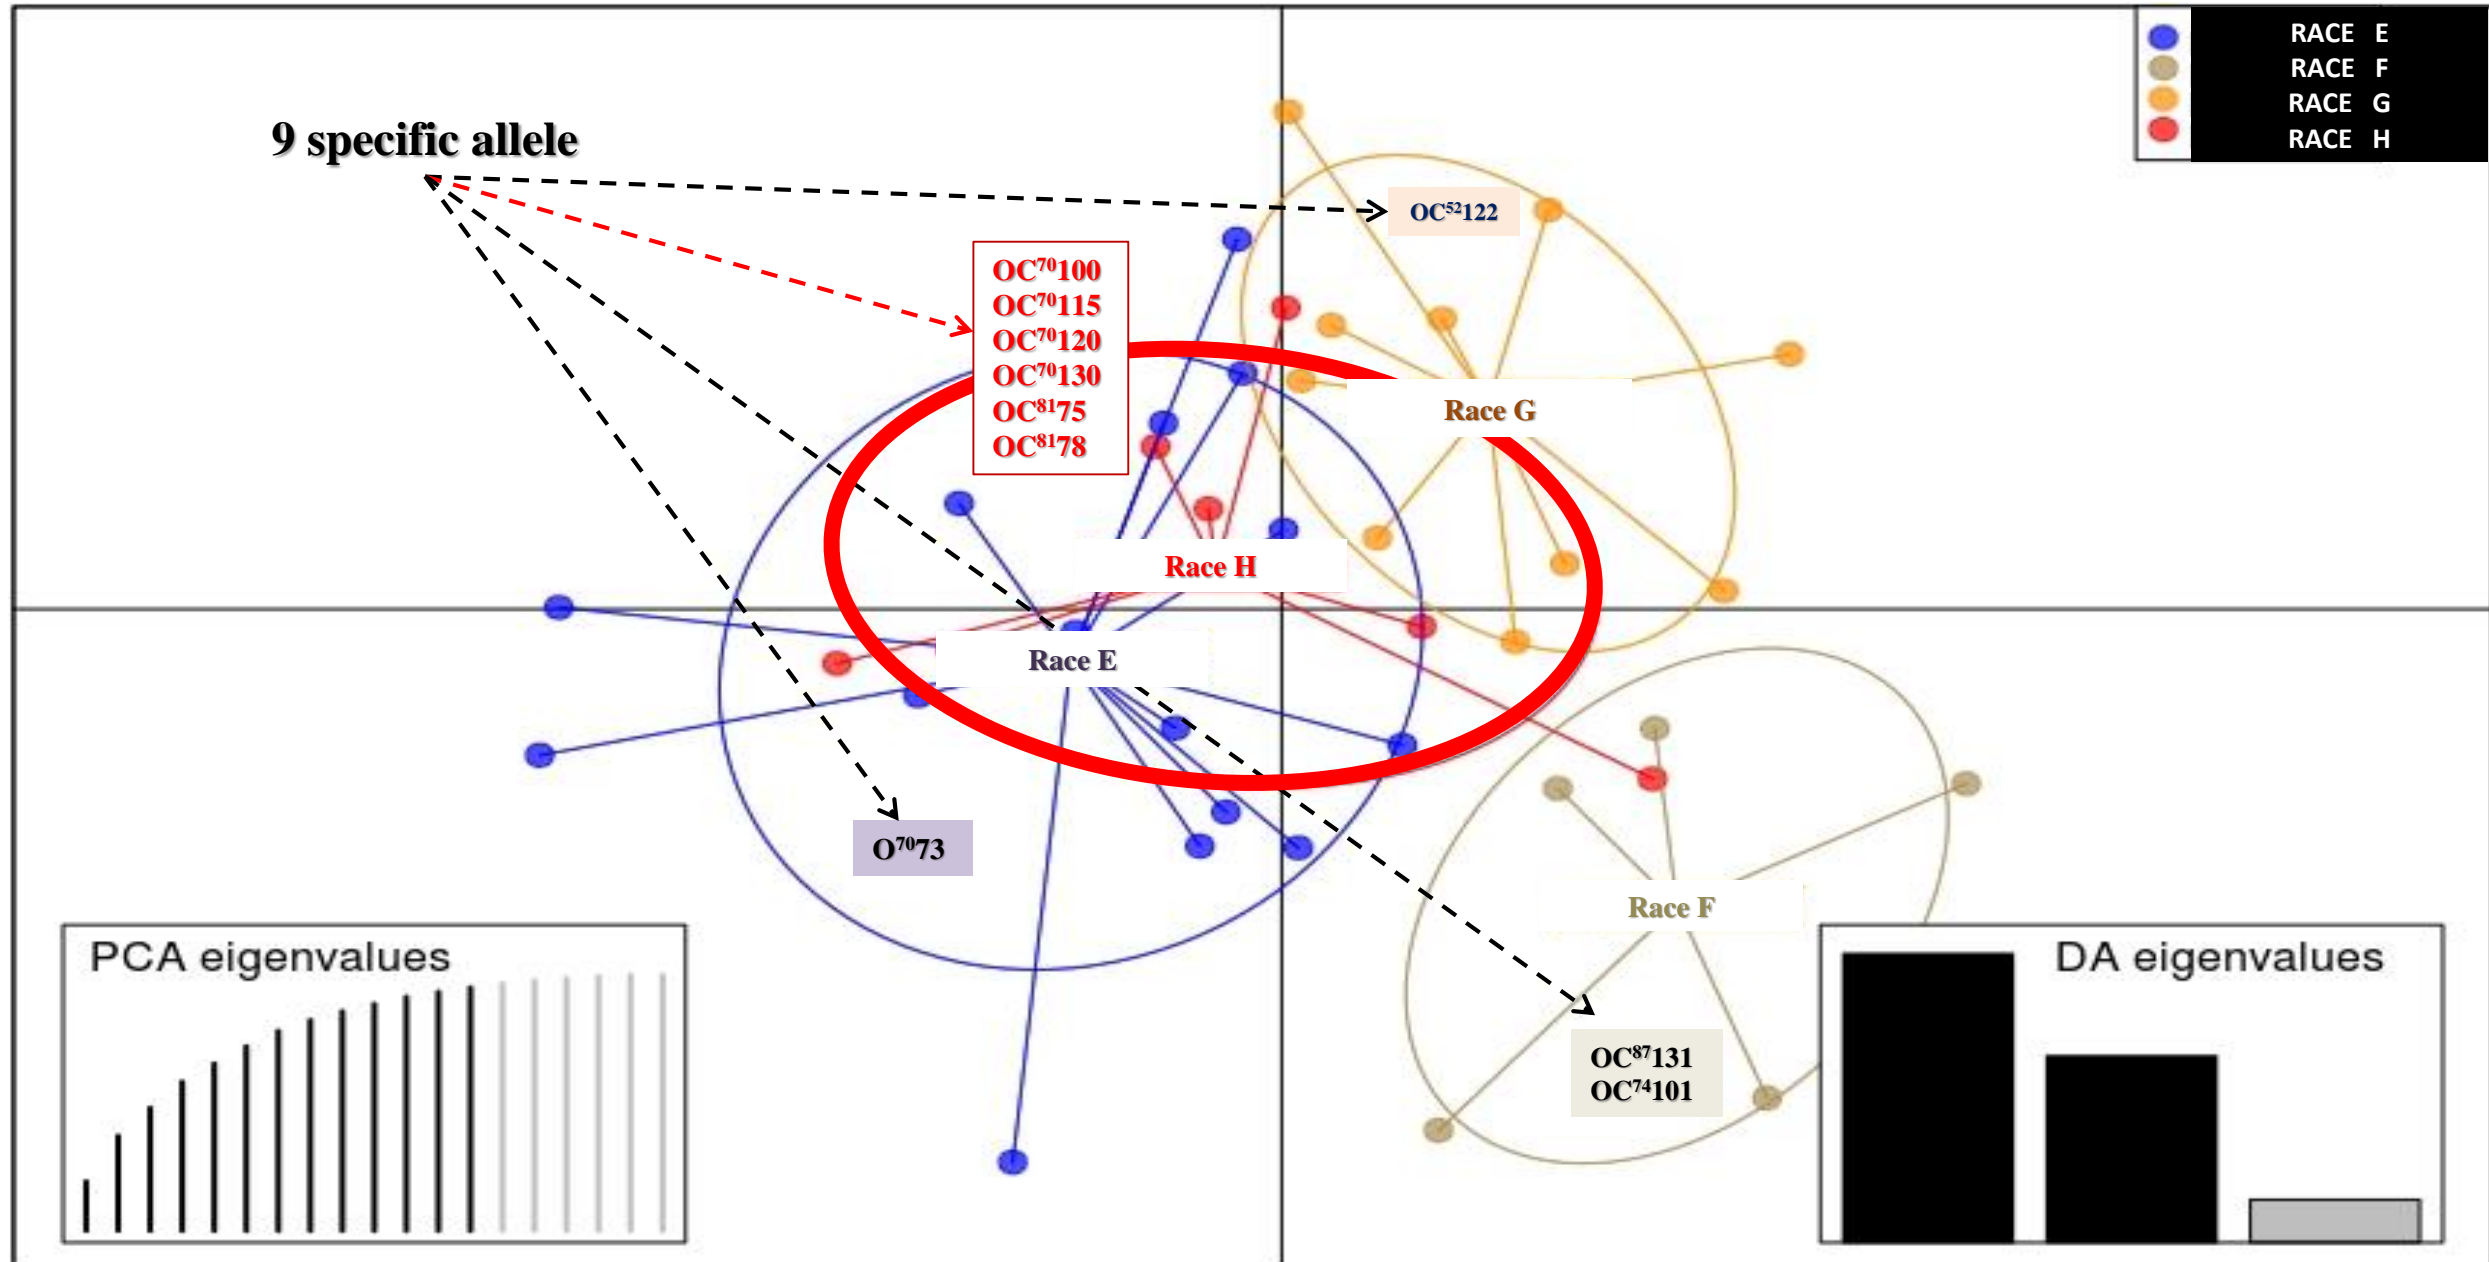 RACE E
RACE F
RACE G
RACE H
9 specific allele
OC⁵²122
OC⁷⁰100
OC⁷⁰115
OC⁷⁰120
OC⁷⁰130
OC⁸¹75
OC⁸¹78
Race G
Race H
Race E
O⁷⁰73
Race F
PCA eigenvalues
DA eigenvalues
OC⁸⁷131
OC⁷⁴101